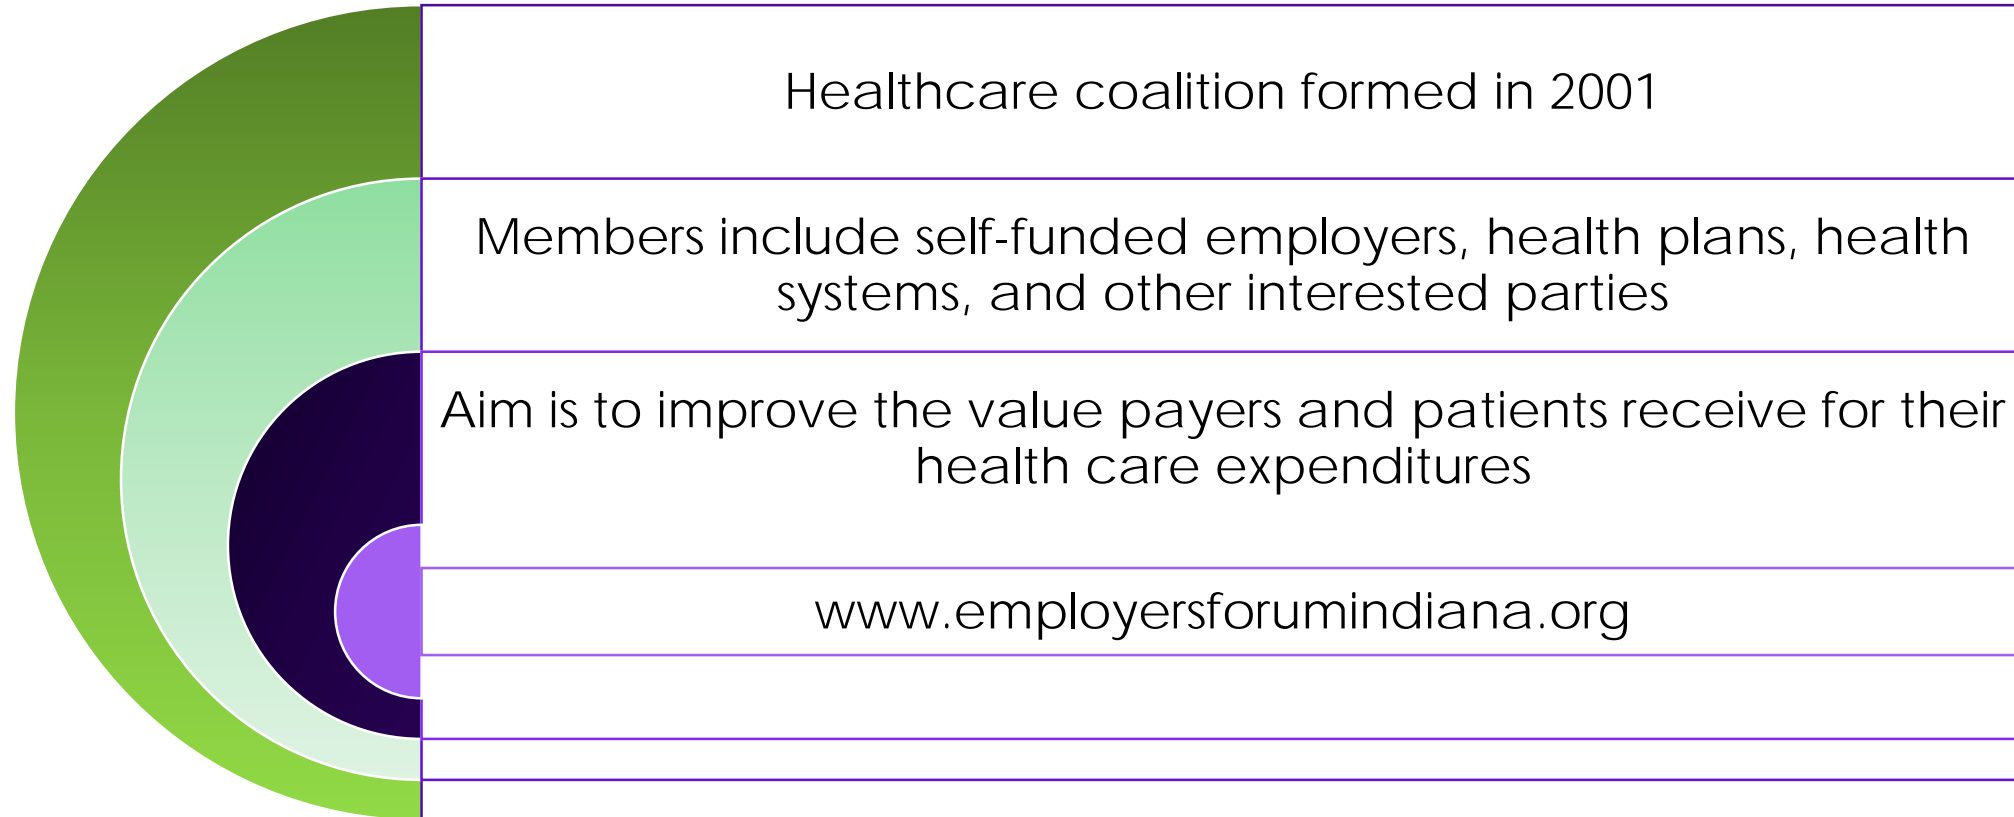 Healthcare coalition formed in 2001
Members include self-funded employers, health plans, health
systems, and other interested parties
Aim is to improve the value payers and patients receive for their
health care expenditures
www.employersforumindiana.org